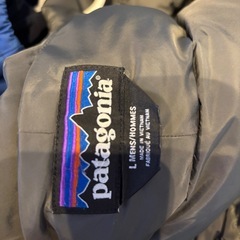 patagonia®
L MENS/HOMMES
MADE IN VIETNAM
FABRIQUÉ AU VIETNAM